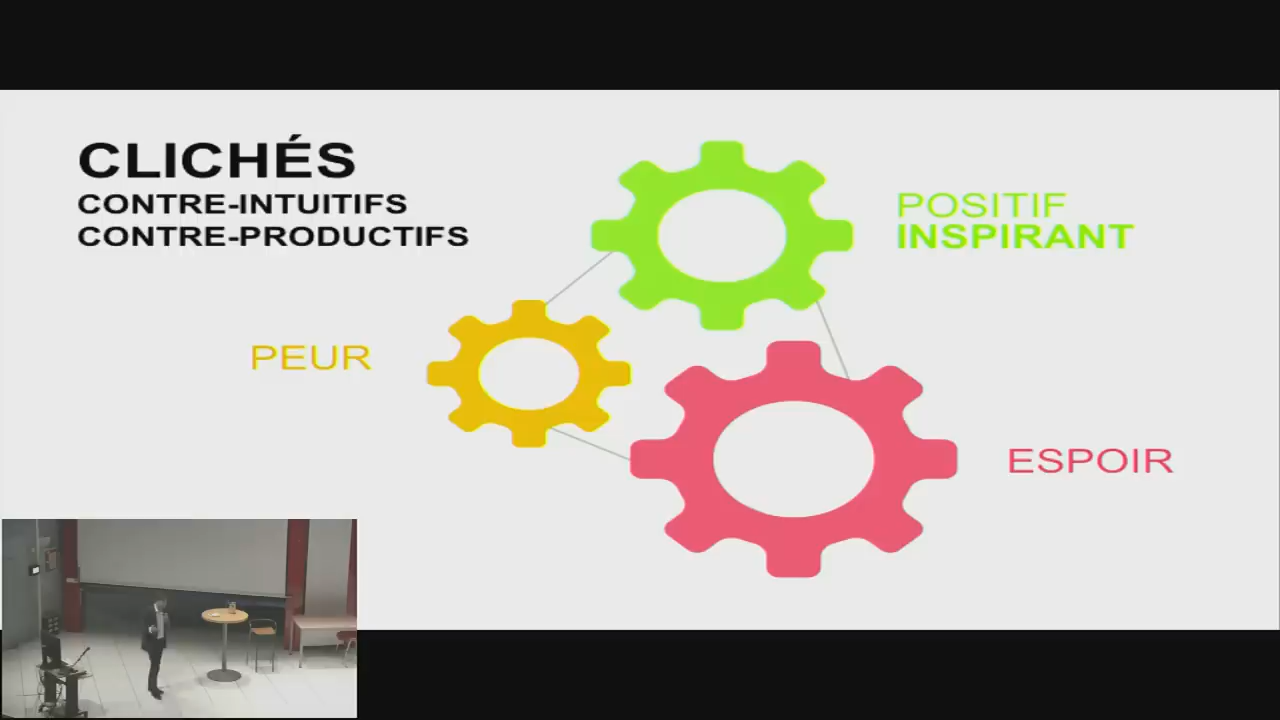 CLICHÉS
CONTRE-INTUITIFS
CONTRE-PRODUCTIFS
POSITIF
INSPIRANT
PEUR
ESPOIR